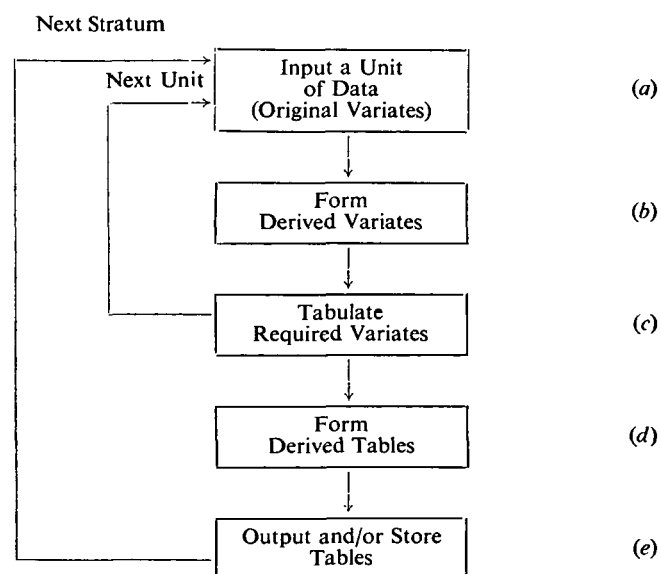 Next Stratum
Next Unit
Input a Unit
of Data
(Original Variates)
(a)
Form
Derived Variates
(b)
Tabulate
Required Variates
(c)
Form
Derived Tables
(d)
Output and/or Store
Tables
(e)